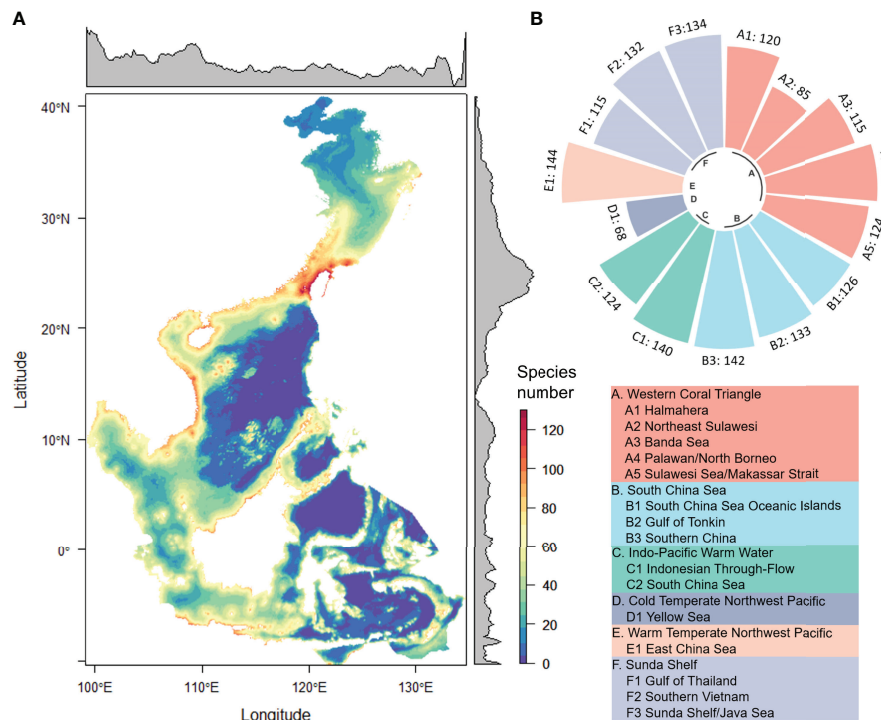 A
B
40°N
30°N
20°N
10°N
0°
Latitude
100°E
110°E
120°E
130°E
Longitude
Species
number
120
100
80
60
40
20
0
A1: 120
A2: 85
A3: 115
A5: 124
B1:126
B2: 133
B3: 142
C1: 140
C2: 124
D1: 68
E1: 144
F1: 115
F2: 132
F3:134
A
B
C
D
E
F
A. Western Coral Triangle
A1 Halmahera
A2 Northeast Sulawesi
A3 Banda Sea
A4 Palawan/North Borneo
A5 Sulawesi Sea/Makassar Strait
B. South China Sea
B1 South China Sea Oceanic Islands
B2 Gulf of Tonkin
B3 Southern China
C. Indo-Pacific Warm Water
C1 Indonesian Through-Flow
C2 South China Sea
D. Cold Temperate Northwest Pacific
D1 Yellow Sea
E. Warm Temperate Northwest Pacific
E1 East China Sea
F. Sunda Shelf
F1 Gulf of Thailand
F2 Southern Vietnam
F3 Sunda Shelf/Java Sea